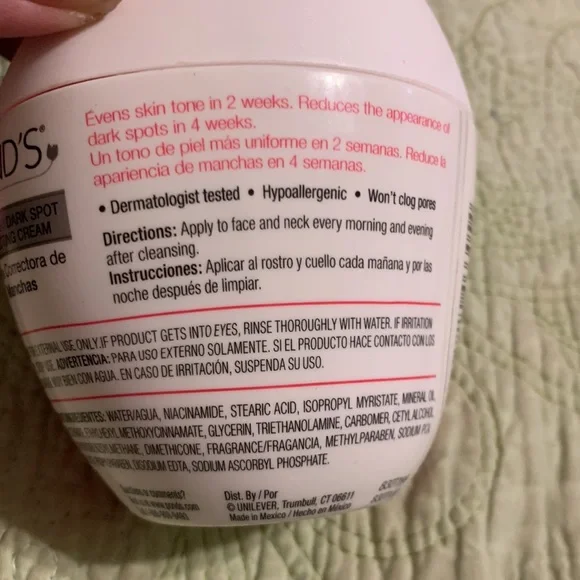 D'S
Evens skin tone in 2 weeks. Reduces the appearance of
dark spots in 4 weeks.
Un tono de piel más uniforme en 2 semanas. Reduce la
apariencia de manchas en 4 semanas.
DARK SPOT
CREAM
• Dermatologist tested • Hypoallergenic • Won't clog pores
Directions: Apply to face and neck every morning and evening
after cleansing.
Correctora de
Manchas
Instrucciones: Aplicar al rostro y cuello cada mañana y por las
noche después de limpiar.
EXTERNAL USE ONLY. IF PRODUCT GETS INTO EYES, RINSE THOROUGHLY WITH WATER. IF IRRITATION
USE. ADVERTENCIA: PARA USO EXTERNO SOLAMENTE. SI EL PRODUCTO HACE CONTACTO CON LOS
BIEN CON AGUA. EN CASO DE IRRITACIÓN, SUSPENDA SU USO.
WATER/AGUA, NIACINAMIDE, STEARIC ACID, ISOPROPYL MYRISTATE, MINERAL OIL,
METHOXYCINNAMATE, GLYCERIN, TRIETHANOLAMINE, CARBOMER, CETYL ALCOHOL,
DIMETHICONE, FRAGRANCE/FRAGANCIA, METHYLPARABEN, SODIUM
DISODIUM EDTA, SODIUM ASCORBYL PHOSPHATE.
or comments?
Dist. By / Por
© UNILEVER, Trumbull, CT 06611
Made in Mexico / Hecho en México